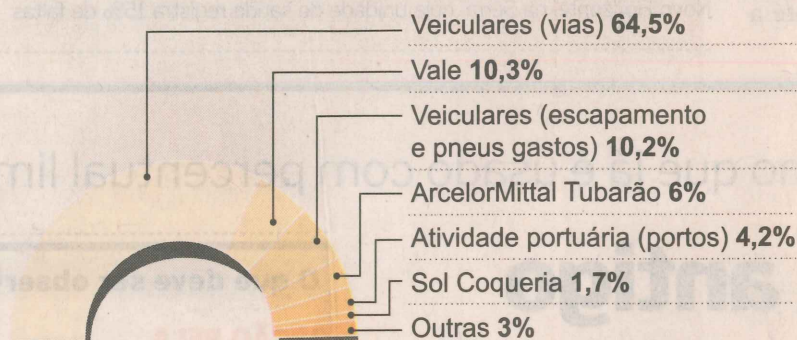 Veiculares (vias) 64,5%
Vale 10,3%
Veiculares (escapamento
e pneus gastos) 10,2%
ArcelorMittal Tubarão 6%
Atividade portuária (portos) 4,2%
Sol Coqueria 1,7%
Outras 3%